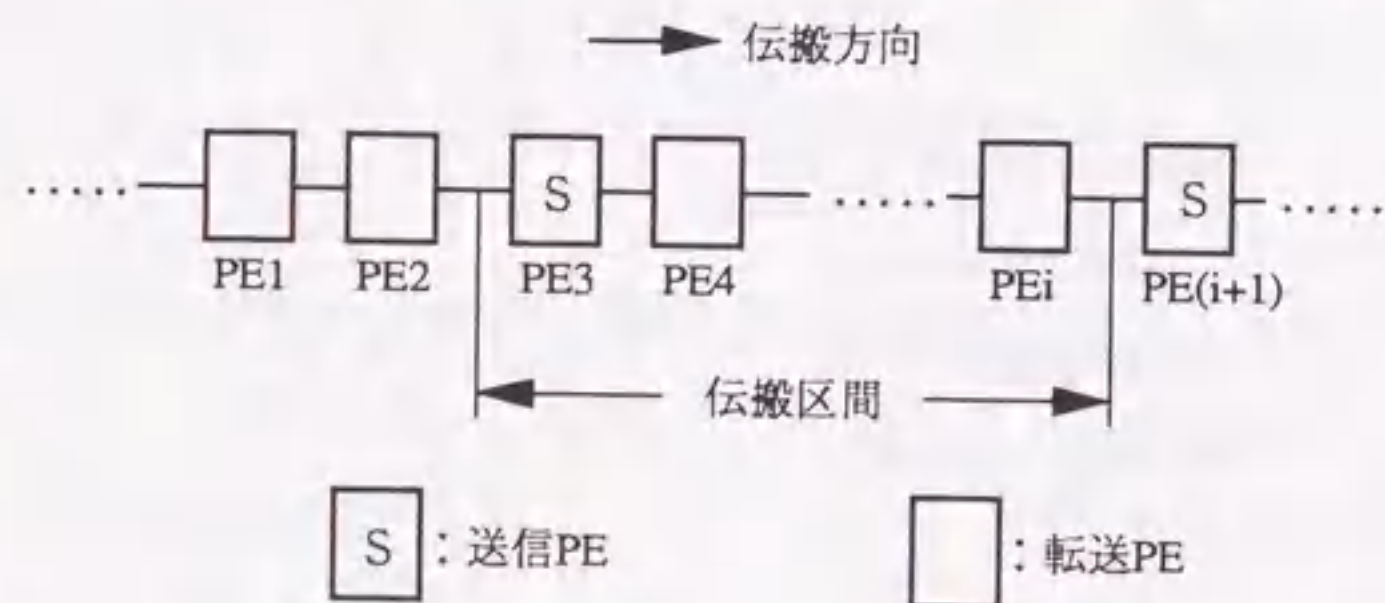 伝搬方向
..... S ..... S .....
PE1 PE2 PE3 PE4 PEi PE(i+1)
伝搬区間
S：送信PE ：転送PE